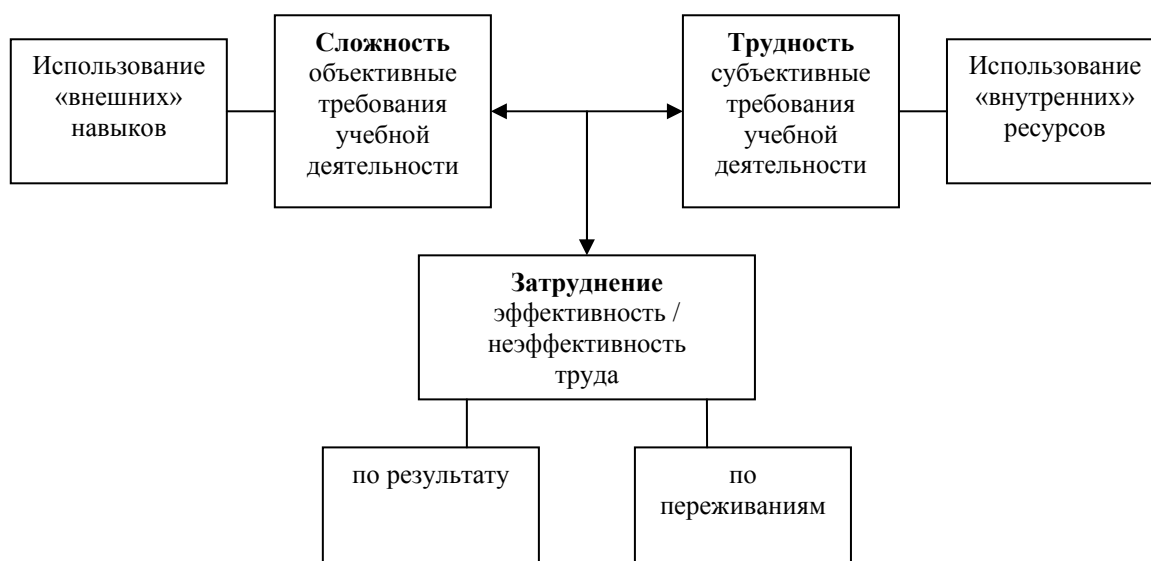 Использование
«внешних»
навыков
Сложность
объективные
требования
учебной
деятельности
Трудность
субъективные
требования
учебной
деятельности
Использование
«внутренних»
ресурсов
Затруднение
эффективность /
неэффективность
труда
по результату
по
переживаниям